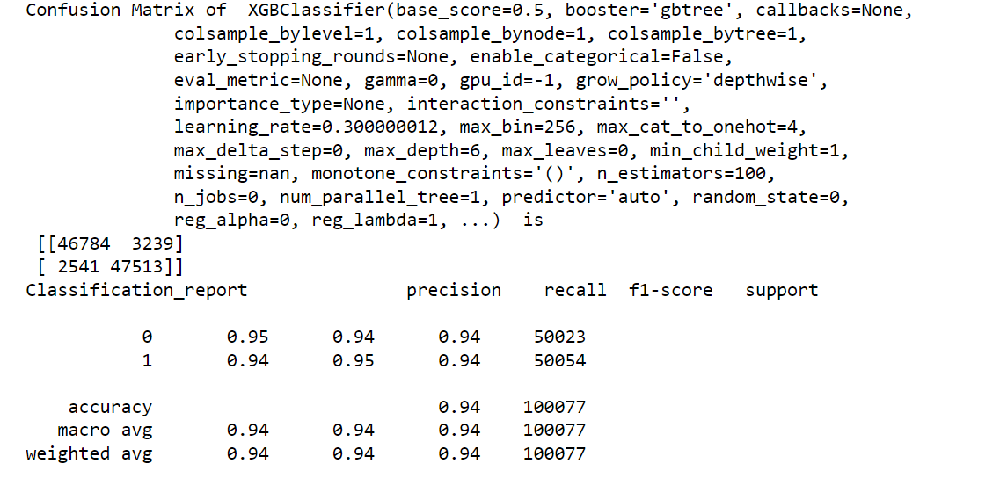 Confusion Matrix of  XGBClassifier(base_score=0.5, booster='gbtree', callbacks=None,
              colsample_bylevel=1, colsample_bynode=1, colsample_bytree=1,
              early_stopping_rounds=None, enable_categorical=False,
              eval_metric=None, gamma=0, gpu_id=-1, grow_policy='depthwise',
              importance_type=None, interaction_constraints='',
              learning_rate=0.300000012, max_bin=256, max_cat_to_onehot=4,
              max_delta_step=0, max_depth=6, max_leaves=0, min_child_weight=1,
              missing=nan, monotone_constraints='()', n_estimators=100,
              n_jobs=0, num_parallel_tree=1, predictor='auto', random_state=0,
              reg_alpha=0, reg_lambda=1, ...)  is
 [[46784  3239]
 [ 2541 47513]]
Classification_report               precision    recall  f1-score   support
           0       0.95      0.94      0.94     50023
           1       0.94      0.95      0.94     50054
    accuracy                           0.94    100077
   macro avg       0.94      0.94      0.94    100077
weighted avg       0.94      0.94      0.94    100077